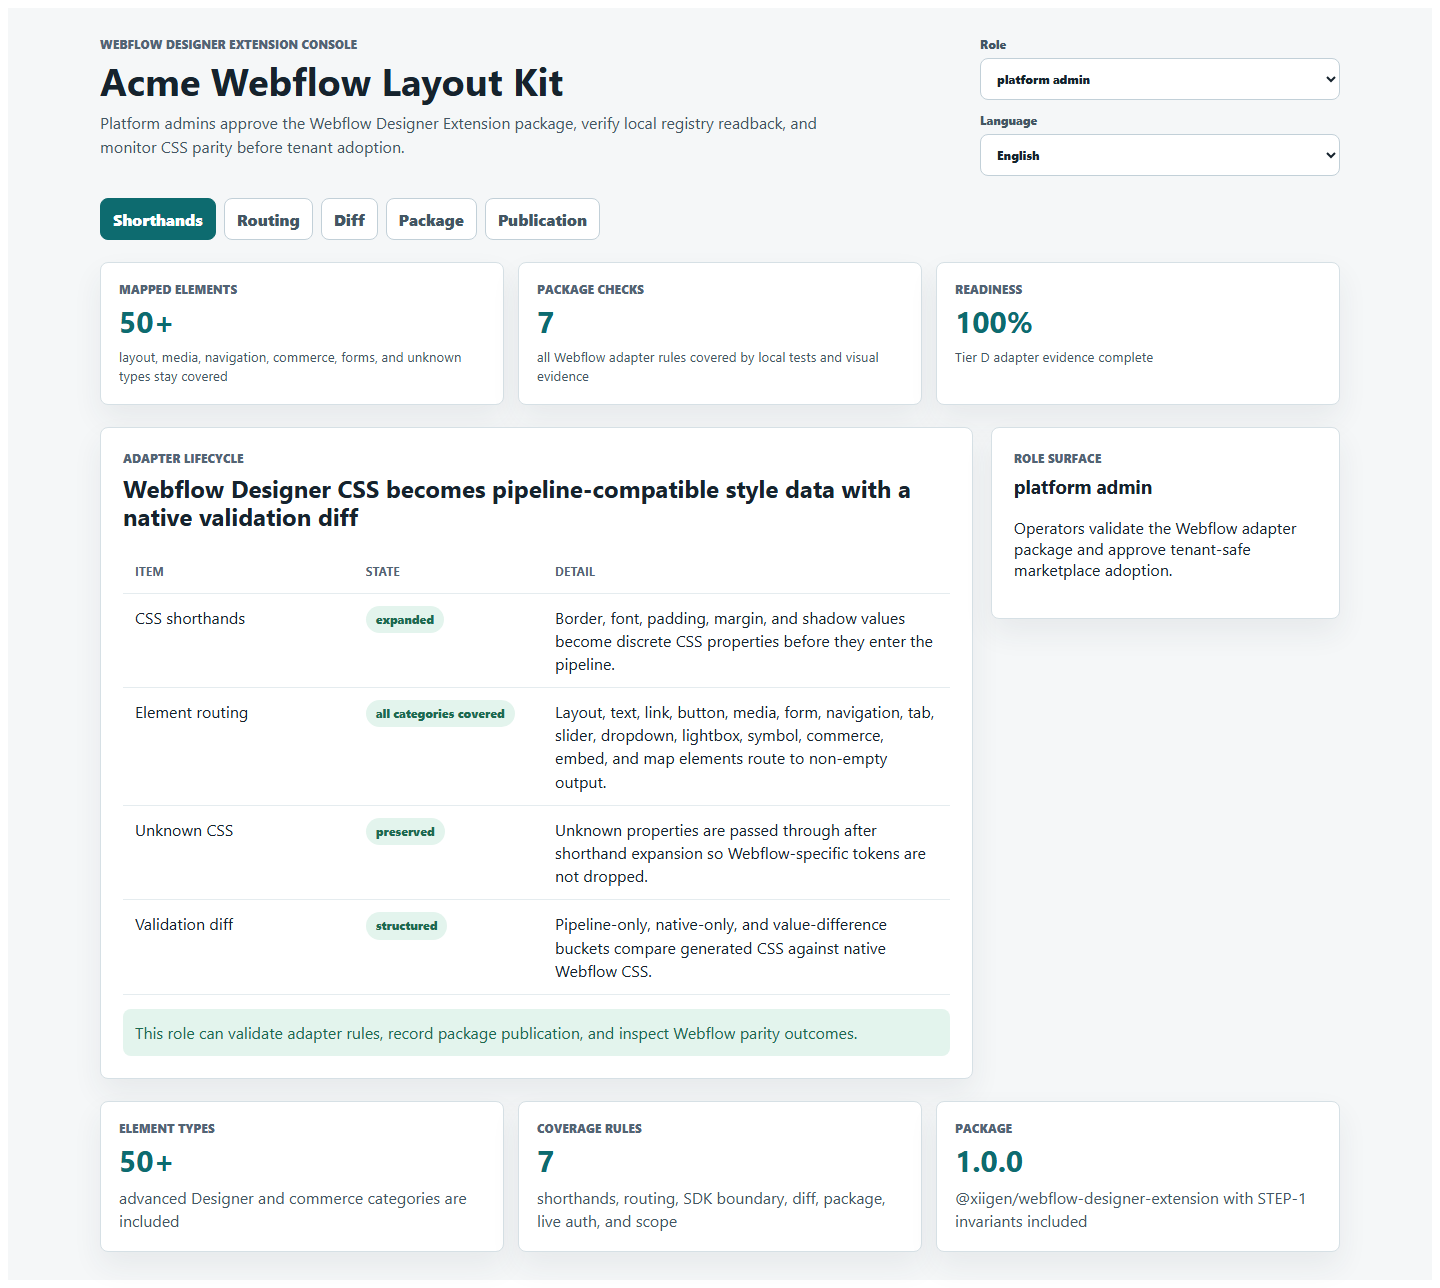 WEBFLOW DESIGNER EXTENSION CONSOLE
Acme Webflow Layout Kit
Platform admins approve the Webflow Designer Extension package, verify local registry readback, and
monitor CSS parity before tenant adoption.
Role
platform admin
Language
English
Shorthands
Routing
Diff
Package
Publication
MAPPED ELEMENTS
50+
layout, media, navigation, commerce, forms, and unknown
types stay covered
PACKAGE CHECKS
7
all Webflow adapter rules covered by local tests and visual
evidence
READINESS
100%
Tier D adapter evidence complete
ADAPTER LIFECYCLE
Webflow Designer CSS becomes pipeline-compatible style data with a
native validation diff
ITEM STATE DETAIL
CSS shorthands
expanded
Border, font, padding, margin, and shadow values
become discrete CSS properties before they enter the
pipeline.
Element routing
all categories covered
Layout, text, link, button, media, form, navigation, tab,
slider, dropdown, lightbox, symbol, commerce,
embed, and map elements route to non-empty
output.
Unknown CSS
preserved
Unknown properties are passed through after
shorthand expansion so Webflow-specific tokens are
not dropped.
Validation diff
structured
Pipeline-only, native-only, and value-difference
buckets compare generated CSS against native
Webflow CSS.
This role can validate adapter rules, record package publication, and inspect Webflow parity outcomes.
ROLE SURFACE
platform admin
Operators validate the Webflow adapter
package and approve tenant-safe
marketplace adoption.
ELEMENT TYPES
50+
advanced Designer and commerce categories are
included
COVERAGE RULES
7
shorthands, routing, SDK boundary, diff, package,
live auth, and scope
PACKAGE
1.0.0
@xiigen/webflow-designer-extension with STEP-1
invariants included